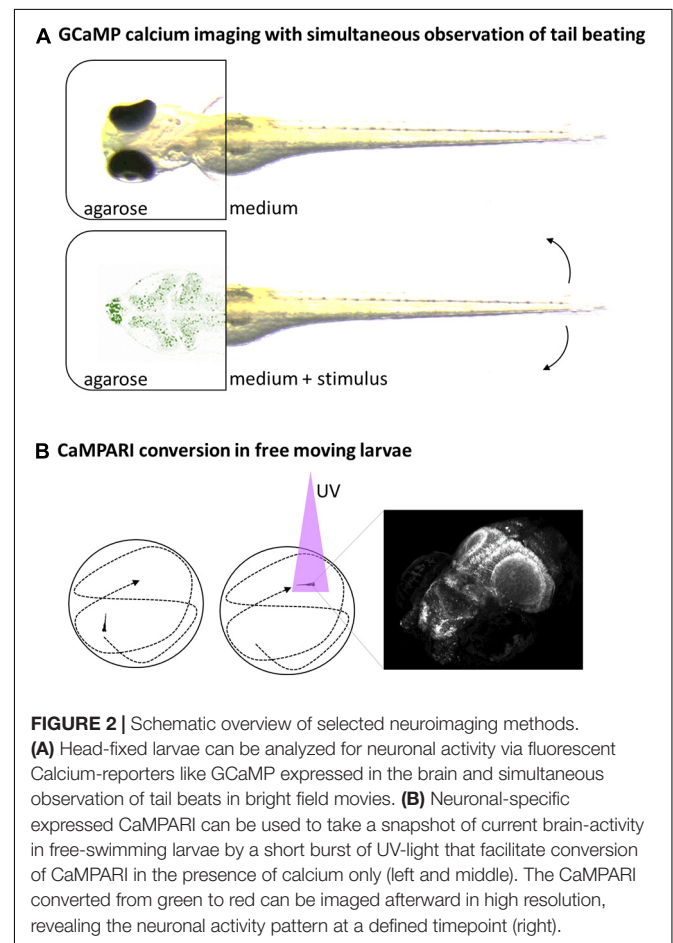 A GCaMP calcium imaging with simultaneous observation of tail beating
agarose medium
agarose medium + stimulus
B CaMPARI conversion in free moving larvae
UV
FIGURE 2 | Schematic overview of selected neuroimaging methods.
(A) Head-fixed larvae can be analyzed for neuronal activity via fluorescent
Calcium-reporters like GCaMP expressed in the brain and simultaneous
observation of tail beats in bright field movies. (B) Neuronal-specific
expressed CaMPARI can be used to take a snapshot of current brain-activity
in free-swimming larvae by a short burst of UV-light that facilitate conversion
of CaMPARI in the presence of calcium only (left and middle). The CaMPARI
converted from green to red can be imaged afterward in high resolution,
revealing the neuronal activity pattern at a defined timepoint (right).